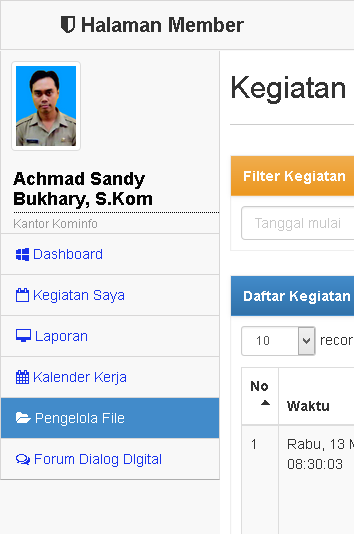 Halaman Member
Achmad Sandy
Bukhary, S.Kom
Kantor Kominfo
Dashboard
Kegiatan Saya
Laporan
Kalender Kerja
Pengelola File
Forum Dialog DIgital
Kegiatan
Filter Kegiatan
Tanggal mulai
Daftar Kegiatan
10 recor
No Waktu
1 Rabu, 13 M
08:30:03